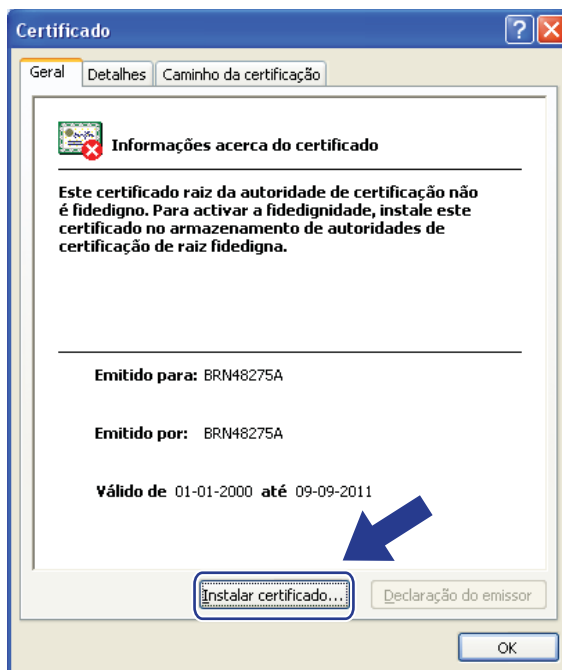 Certificado
Geral Detalhes Caminho da certificação
Informações acerca do certificado
Este certificado raiz da autoridade de certificação não
é fidedigno. Para activar a fidedignidade, instale este
certificado no armazenamento de autoridades de
certificação de raiz fidedigna.
Emitido para: BRN48275A
Emitido por: BRN48275A
Válido de 01-01-2000 até 09-09-2011
Instalar certificado... Declaração do emissor
OK